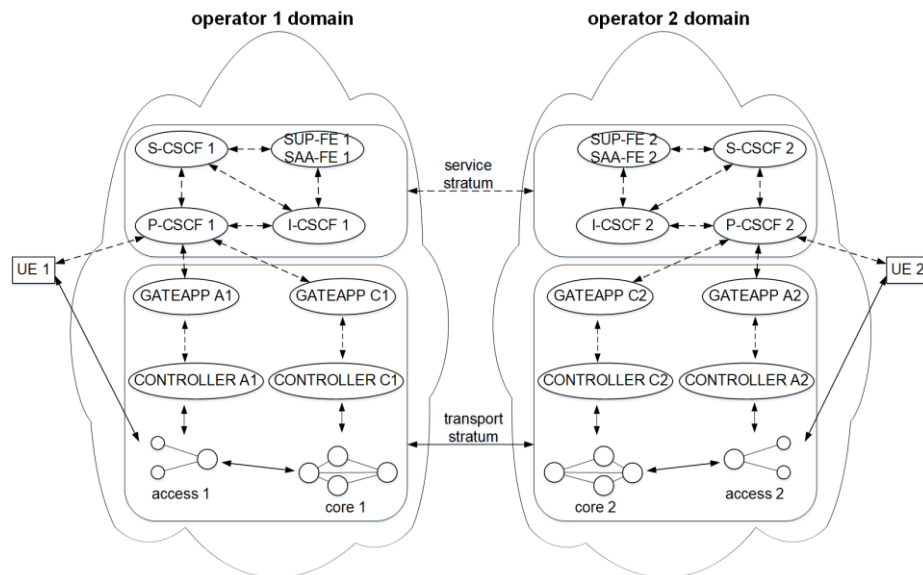 operator 1 domain
operator 2 domain
S-CSCF 1
SUP-FE 1
SAA-FE 1
P-CSCF 1
I-CSCF 1
service
stratum
SUP-FE 2
SAA-FE 2
S-CSCF 2
I-CSCF 2
P-CSCF 2
UE 1
UE 2
GATEAPP A1
GATEAPP C1
GATEAPP C2
GATEAPP A2
CONTROLLER A1
CONTROLLER C1
CONTROLLER C2
CONTROLLER A2
transport
stratum
access 1
core 1
core 2
access 2